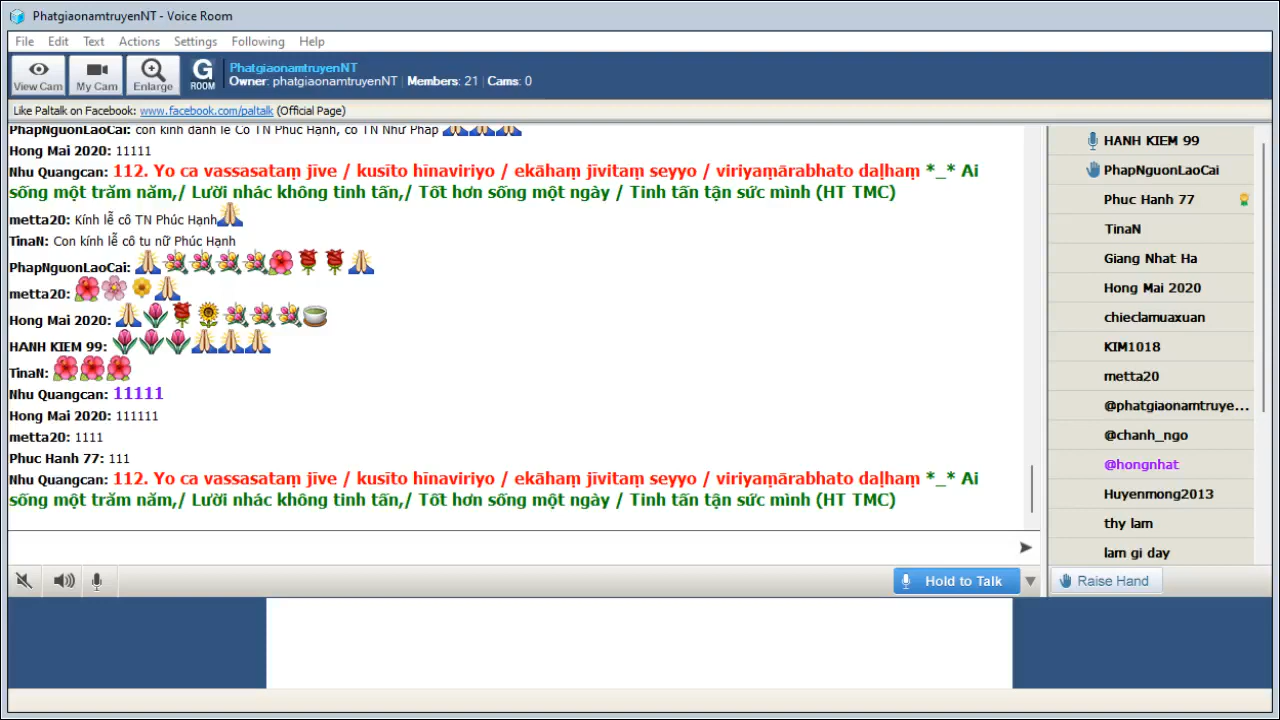 PhatgiaonamtruyenNT - Voice Room
File Edit Text Actions Settings Following Help
View Cam My Cam Enlarge G ROOM PhatgiaonamtruyenNT
Owner: phatgiaonamtruyenNT Members: 21 Cams: 0
Like Paltalk on Facebook: www.facebook.com/paltalk (Official Page)
PhapNguonLaoCai: con kính đảnh lễ Cô TN Phúc Hạnh, cô TN Như Pháp
Hong Mai 2020: 11111
Nhu Quangcan: 112. Yo ca vassasataṃ jīve / kusīto hīnaviriyo / ekāhaṃ jīvitaṃ seyyo / viriyaṃārabhato daḷhaṃ *_* Ai
sống một trăm năm,/ Lười nhác không tinh tấn,/ Tốt hơn sống một ngày / Tinh tấn tận sức mình (HT TMC)
metta20: Kính lễ cô TN Phúc Hạnh
TinaN: Con kính lễ cô tu nữ Phúc Hạnh
PhapNguonLaoCai:
metta20:
Hong Mai 2020:
HANH KIEM 99:
TinaN:
Nhu Quangcan: 11111
Hong Mai 2020: 111111
metta20: 1111
Phuc Hanh 77: 111
Nhu Quangcan: 112. Yo ca vassasataṃ jīve / kusīto hīnaviriyo / ekāhaṃ jīvitaṃ seyyo / viriyaṃārabhato daḷhaṃ *_* Ai
sống một trăm năm,/ Lười nhác không tinh tấn,/ Tốt hơn sống một ngày / Tinh tấn tận sức mình (HT TMC)
Hold to Talk
HANH KIEM 99
PhapNguonLaoCai
Phuc Hanh 77
TinaN
Giang Nhat Ha
Hong Mai 2020
chieclamuaxuan
KIM1018
metta20
@phatgiaonamtruye...
@chanh_ngo
@hongnhat
Huyenmong2013
thy lam
lam gi day
Raise Hand